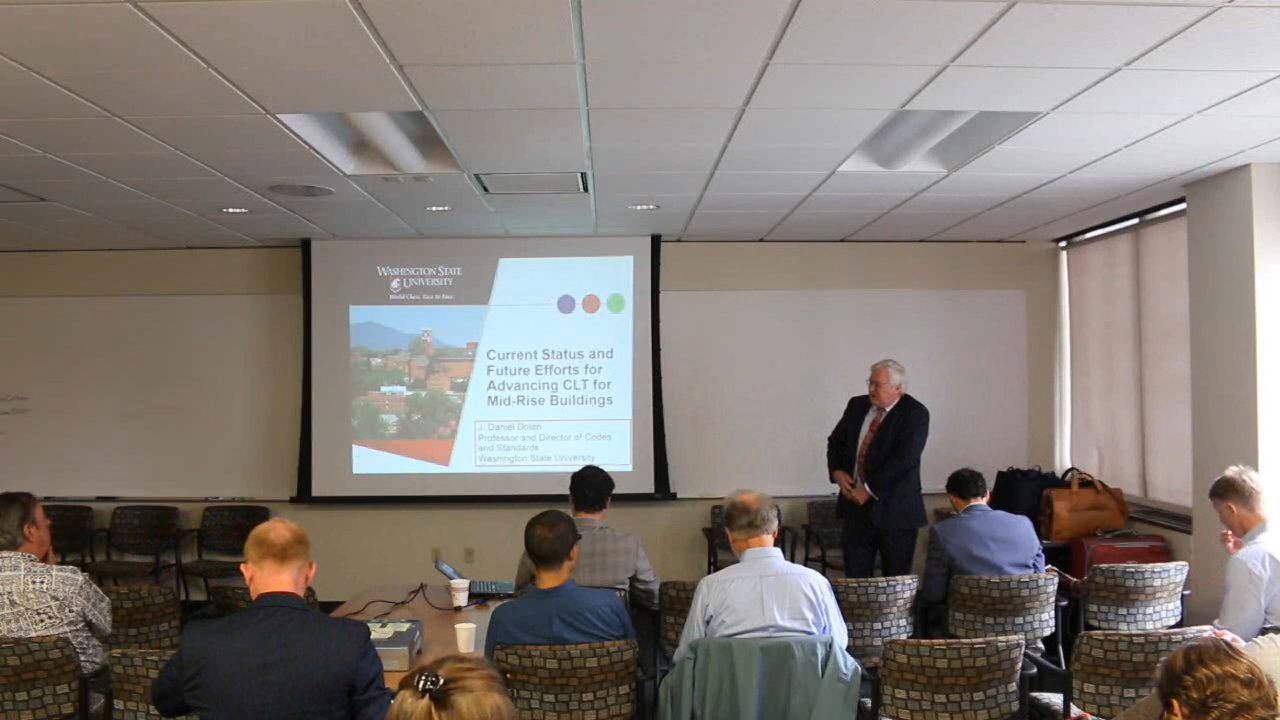 WASHINGTON STATE
UNIVERSITY
World Class. Face to Face.
Current Status and
Future Efforts for
Advancing CLT for
Mid-Rise Buildings
J. Daniel Dolan
Professor and Director of Codes
and Standards
Washington State University